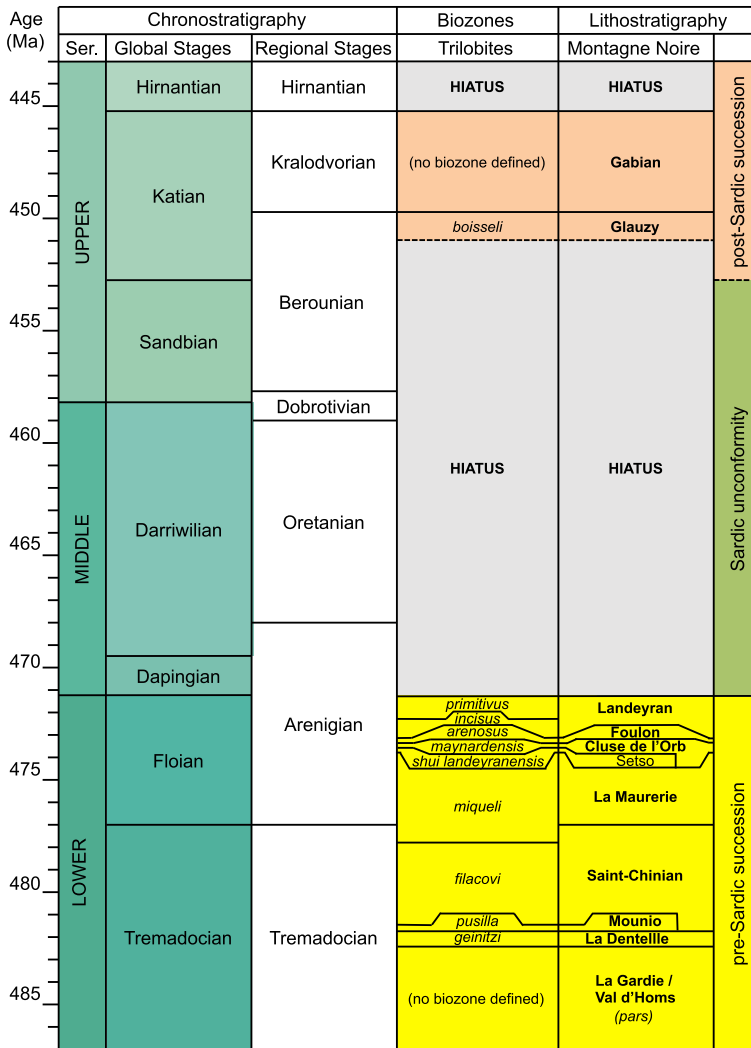 Age
(Ma)
Chronostratigraphy
Biozones
Lithostratigraphy
Ser.
Global Stages
Regional Stages
Trilobites
Montagne Noire
445
450
455
460
465
470
475
480
485
UPPER
MIDDLE
LOWER
Hirnantian
Katian
Sandbian
Darriwilian
Dapingian
Floian
Tremadocian
Hirnantian
Kralodvorian
Berounian
Dobrotivian
Oretanian
Arenigian
Tremadocian
HIATUS
(no biozone defined)
boisseli
HIATUS
primitivus
incisus
arenosus
maynardensis
shui landeyranensis
miqueli
filacovi
pusilla
geinitzi
(no biozone defined)
HIATUS
Gabian
Glauzy
HIATUS
Landeyran
Foulon
Cluse de l'Orb
Setso
La Maurerie
Saint-Chinian
Mounio
La Dentellle
La Gardie /
Val d'Homs
(pars)
post-Sardic succession
Sardic unconformity
pre-Sardic succession